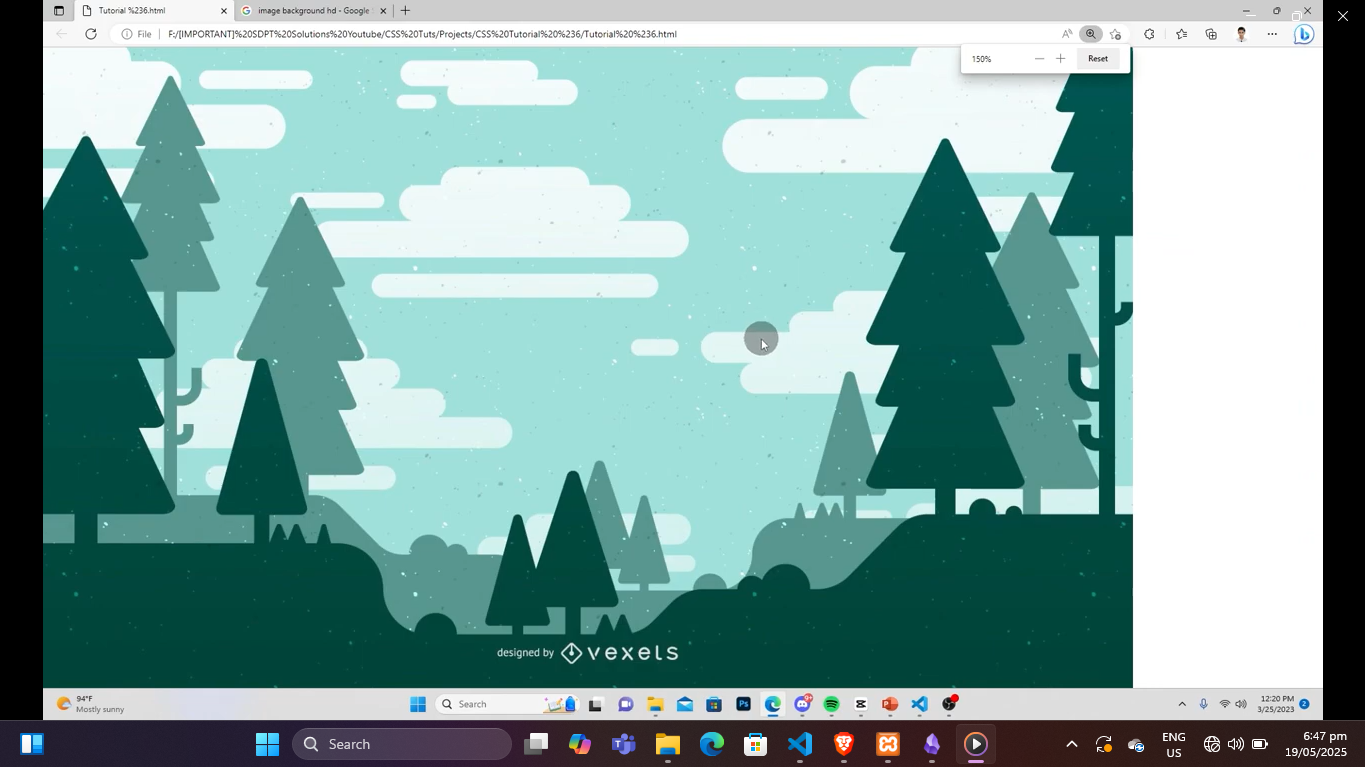 Tutorial %236.html
image background hd - Google
File
F:/[IMPORTANT]%20SDPT%20Solutions%20Youtube/CSS%20Tuts/Projects/CSS%20Tutorial%20%236/Tutorial%20%236.html
150%
Reset
designed by vexels
94°F
Mostly sunny
Search
9+
12:20 PM
3/25/2023
2
Search
ENG
US
6:47 pm
19/05/2025